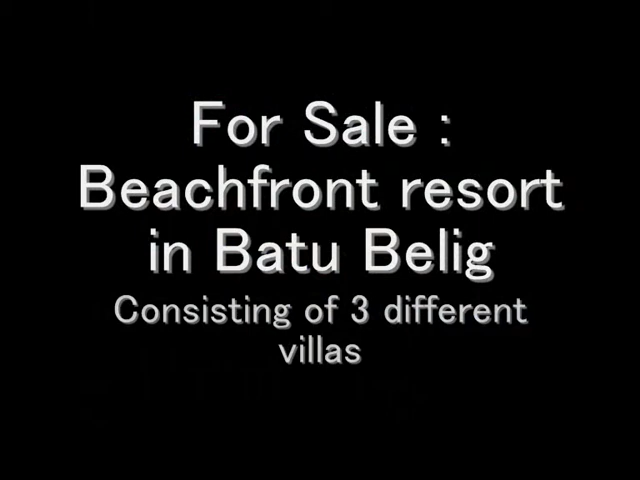 For Sale :
Beachfront resort
in Batu Belig
Consisting of 3 different
villas